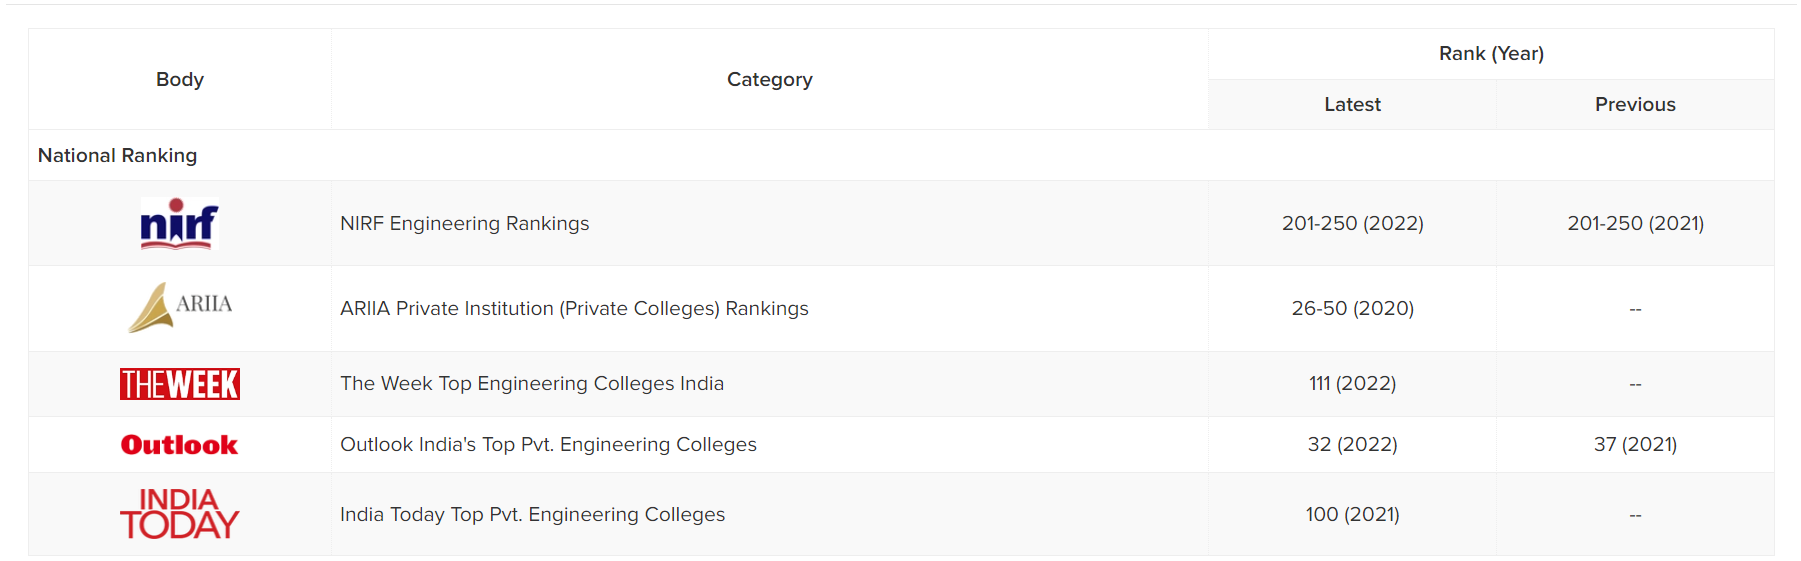 Body Category Rank (Year)
Latest Previous
National Ranking
nirf NIRF Engineering Rankings 201-250 (2022) 201-250 (2021)
ARIIA ARIIA Private Institution (Private Colleges) Rankings 26-50 (2020) --
THE WEEK The Week Top Engineering Colleges India 111 (2022) --
Outlook Outlook India's Top Pvt. Engineering Colleges 32 (2022) 37 (2021)
INDIA
TODAY India Today Top Pvt. Engineering Colleges 100 (2021) --